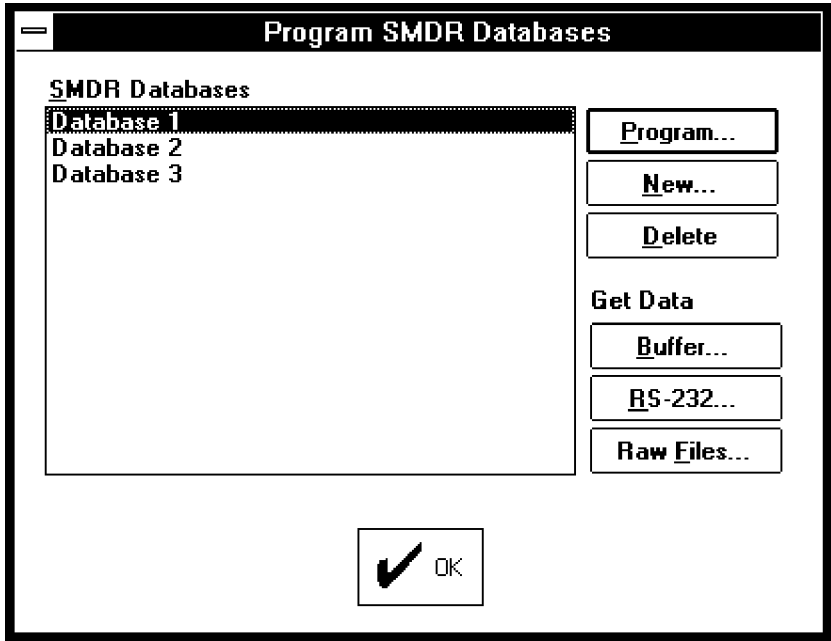 Program SMDR Databases
SMDR Databases
Database 1
Database 2
Database 3
Program...
New...
Delete
Get Data
Buffer...
RS-232...
Raw Files...
OK